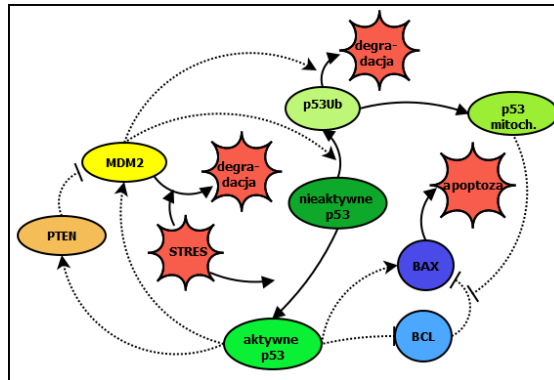 degra-
dacja
p53Ub
p53
mitoch.
MDM2
degra-
dacja
nieaktywne
p53
apoptoza
PTEN
STRES
BAX
aktywne
p53
BCL